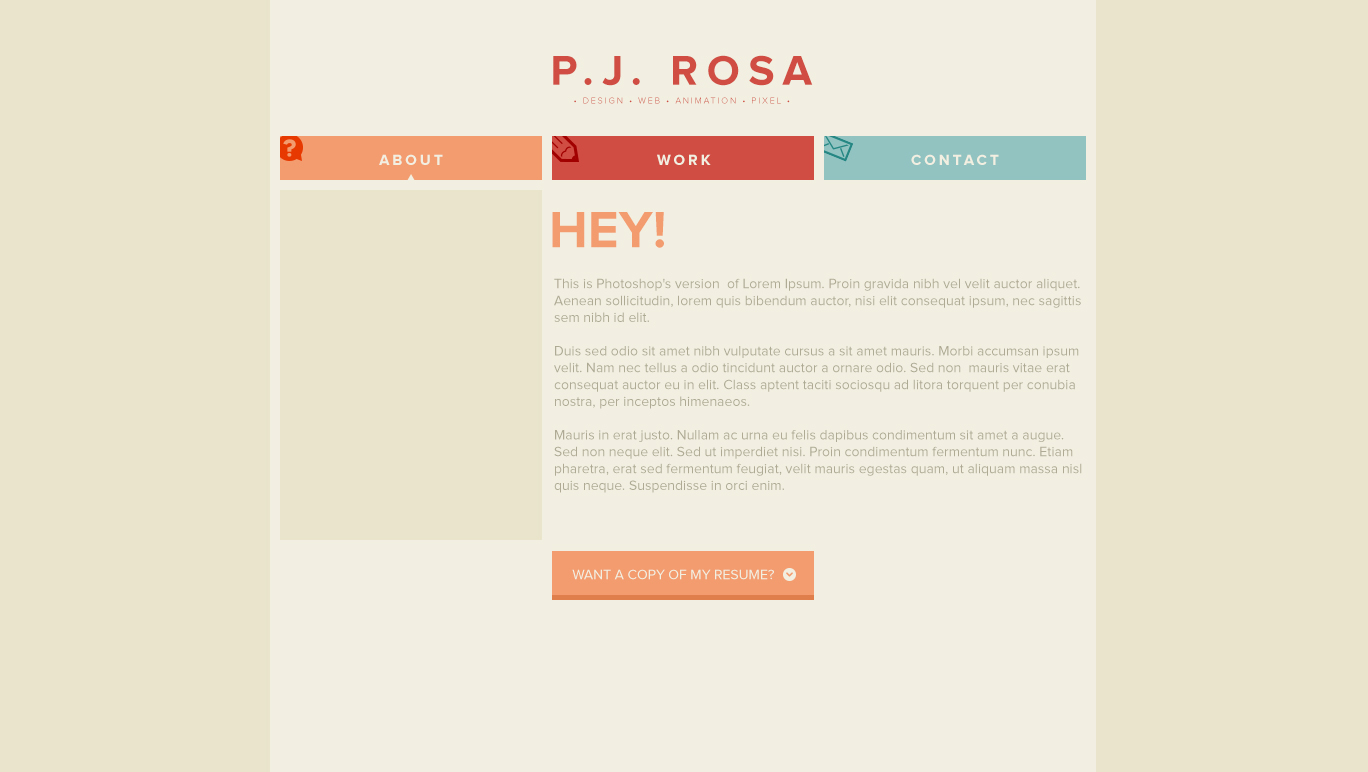 P.J. ROSA
• DESIGN • WEB • ANIMATION • PIXEL •
?
ABOUT
WORK
CONTACT
HEY!
This is Photoshop's version  of Lorem Ipsum. Proin gravida nibh vel velit auctor aliquet.
Aenean sollicitudin, lorem quis bibendum auctor, nisi elit consequat ipsum, nec sagittis
sem nibh id elit.
Duis sed odio sit amet nibh vulputate cursus a sit amet mauris. Morbi accumsan ipsum
velit. Nam nec tellus a odio tincidunt auctor a ornare odio. Sed non  mauris vitae erat
consequat auctor eu in elit. Class aptent taciti sociosqu ad litora torquent per conubia
nostra, per inceptos himenaeos.
Mauris in erat justo. Nullam ac urna eu felis dapibus condimentum sit amet a augue.
Sed non neque elit. Sed ut imperdiet nisi. Proin condimentum fermentum nunc. Etiam
pharetra, erat sed fermentum feugiat, velit mauris egestas quam, ut aliquam massa nisl
quis neque. Suspendisse in orci enim.
WANT A COPY OF MY RESUME?